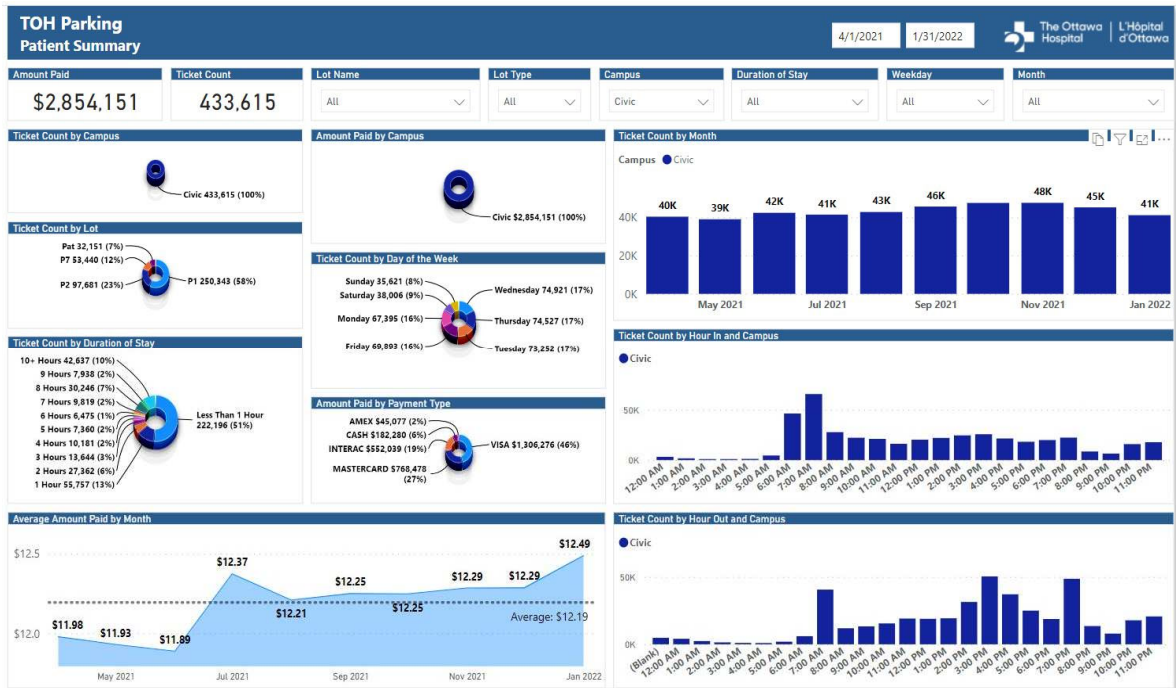 TOH Parking
Patient Summary
4/1/2021
1/31/2022
The Ottawa Hospital
L'Hôpital d'Ottawa
Amount Paid
$2,854,151
Ticket Count
433,615
Lot Name
All
Lot Type
All
Campus
Civic
Duration of Stay
All
Weekday
All
Month
All
Ticket Count by Campus
Civic 433,615 (100%)
Amount Paid by Campus
Civic $2,854,151 (100%)
Ticket Count by Month
Campus Civic
40K
39K
42K
41K
43K
46K
48K
45K
41K
40K
20K
0K
May 2021
Jul 2021
Sep 2021
Nov 2021
Jan 2022
Ticket Count by Lot
Pat 32,151 (7%)
P7 53,440 (12%)
P2 97,681 (23%)
P1 250,343 (58%)
Ticket Count by Day of the Week
Sunday 35,621 (8%)
Saturday 38,006 (9%)
Monday 67,395 (16%)
Friday 69,893 (16%)
Wednesday 74,921 (17%)
Thursday 74,527 (17%)
Tuesday 73,252 (17%)
Ticket Count by Duration of Stay
10+ Hours 42,637 (10%)
9 Hours 7,938 (2%)
8 Hours 30,246 (7%)
7 Hours 9,819 (2%)
6 Hours 6,475 (1%)
5 Hours 7,360 (2%)
4 Hours 10,181 (2%)
3 Hours 13,644 (3%)
2 Hours 27,362 (6%)
1 Hour 55,757 (13%)
Less Than 1 Hour
222,196 (51%)
Amount Paid by Payment Type
AMEX $45,077 (2%)
CASH $182,280 (6%)
INTERAC $552,039 (19%)
MASTERCARD $768,478
(27%)
VISA $1,306,276 (46%)
Ticket Count by Hour In and Campus
Civic
50K
0K
12:00 AM
1:00 AM
2:00 AM
3:00 AM
4:00 AM
5:00 AM
6:00 AM
7:00 AM
8:00 AM
9:00 AM
10:00 AM
11:00 AM
12:00 PM
1:00 PM
2:00 PM
3:00 PM
4:00 PM
5:00 PM
6:00 PM
7:00 PM
8:00 PM
9:00 PM
10:00 PM
11:00 PM
Average Amount Paid by Month
$12.5
$12.0
$11.98
$11.93
$11.89
$12.37
$12.21
$12.25
$12.25
$12.29
$12.29
$12.49
Average: $12.19
May 2021
Jul 2021
Sep 2021
Nov 2021
Jan 2022
Ticket Count by Hour Out and Campus
Civic
50K
0K
(Blank)
12:00 AM
1:00 AM
2:00 AM
3:00 AM
4:00 AM
5:00 AM
6:00 AM
7:00 AM
8:00 AM
9:00 AM
10:00 AM
11:00 AM
12:00 PM
1:00 PM
2:00 PM
3:00 PM
4:00 PM
5:00 PM
6:00 PM
7:00 PM
8:00 PM
9:00 PM
10:00 PM
11:00 PM